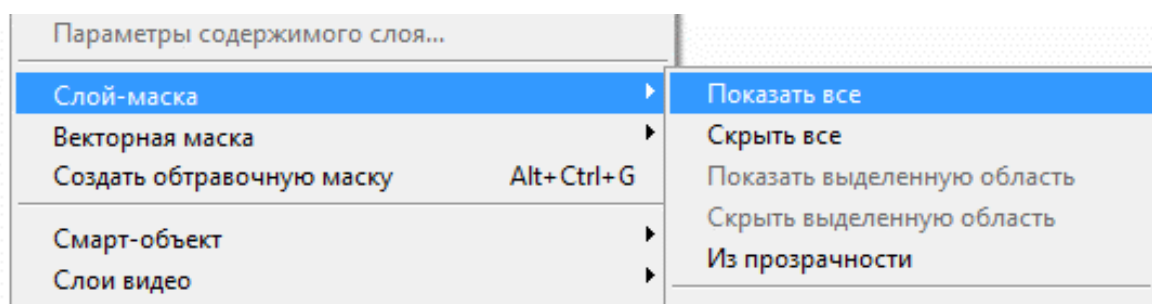 Параметры содержимого слоя...
Слой-маска
Векторная маска
Создать обтравочную маску Alt+Ctrl+G
Смарт-объект
Слои видео
Показать все
Скрыть все
Показать выделенную область
Скрыть выделенную область
Из прозрачности